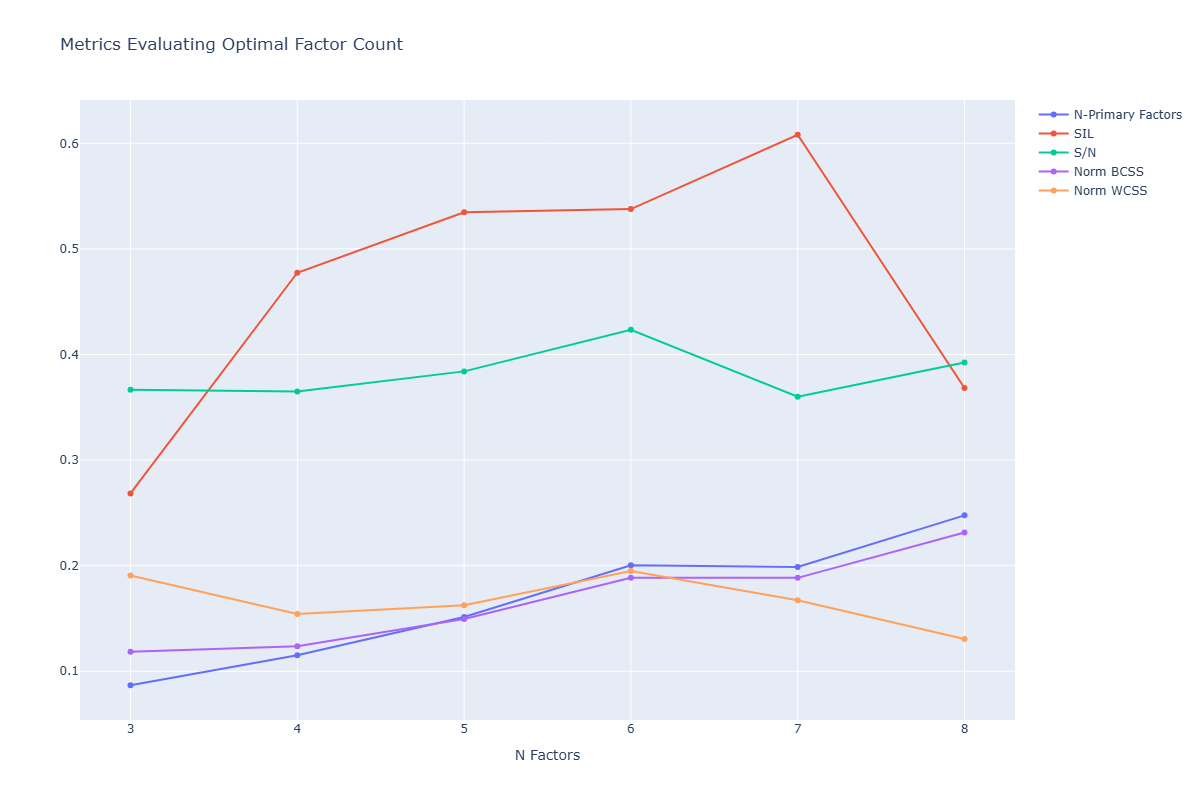 Metrics Evaluating Optimal Factor Count
N-Primary Factors
SIL
S/N
Norm BCSS
Norm WCSS
0.6
0.5
0.4
0.3
0.2
0.1
3 4 5 6 7 8
N Factors